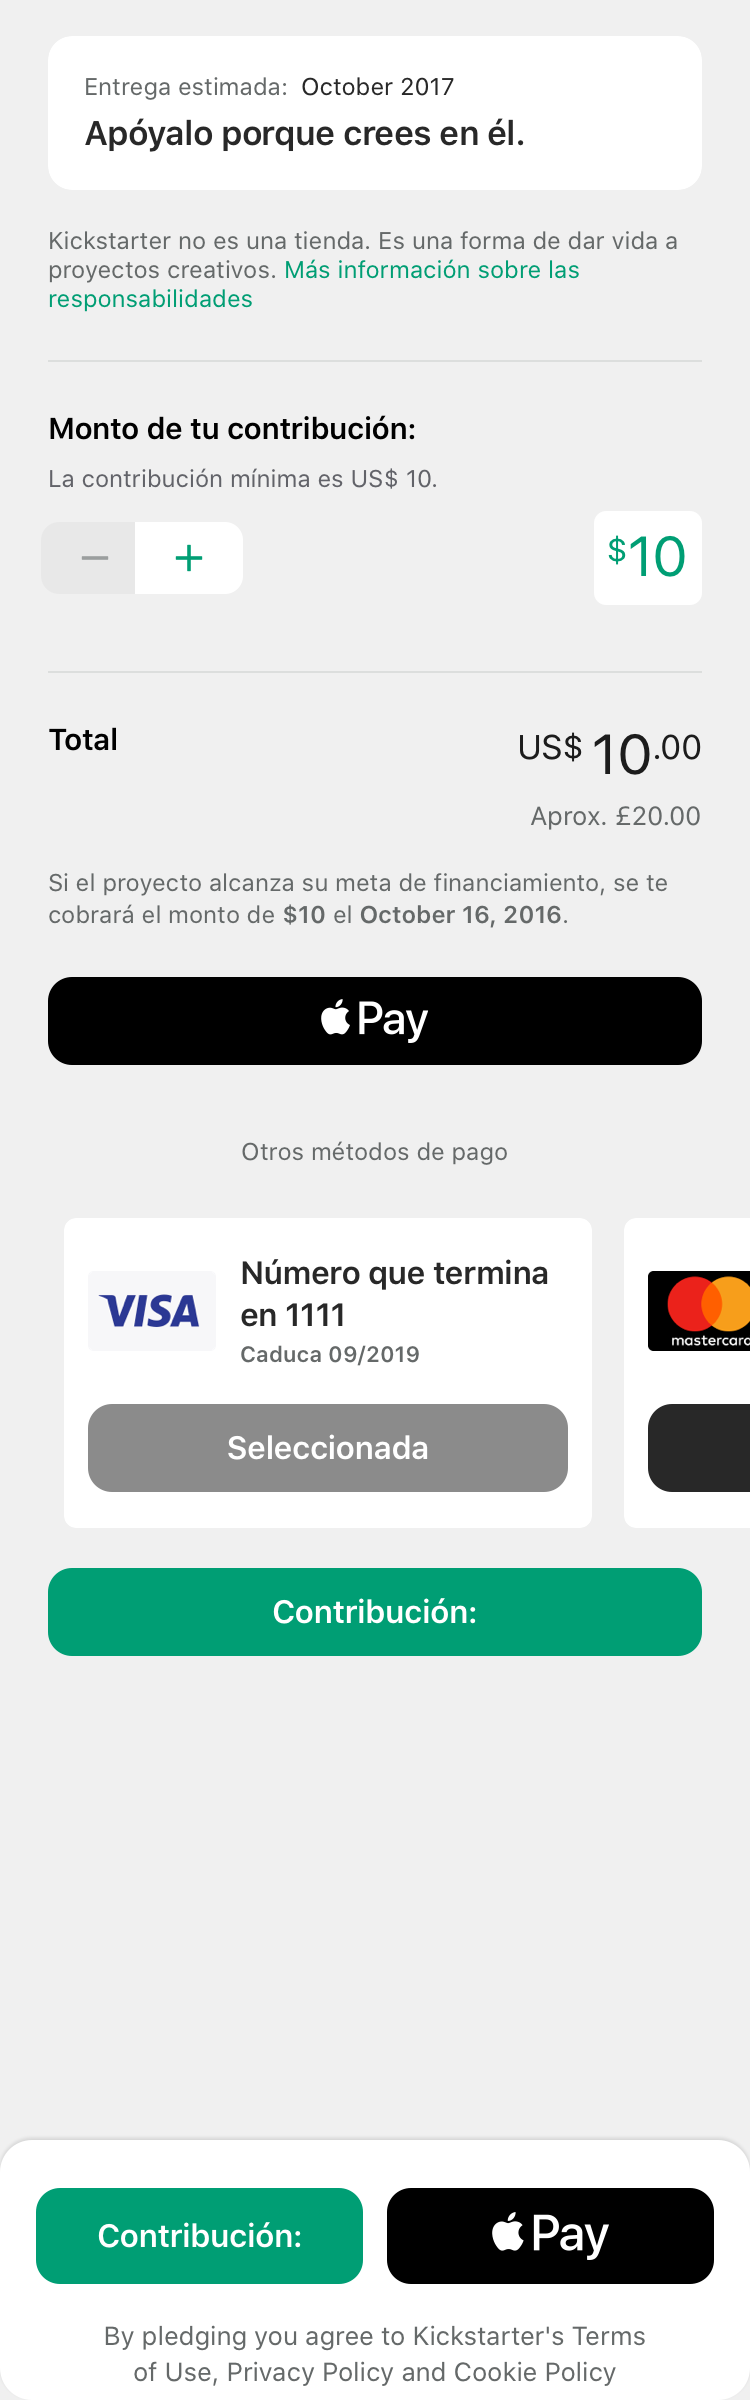 Entrega estimada: October 2017
Apóyalo porque crees en él.
Kickstarter no es una tienda. Es una forma de dar vida a
proyectos creativos. Más información sobre las
responsabilidades
Monto de tu contribución:
La contribución mínima es US$ 10.
$10
Total
US$ 10.00
Aprox. £20.00
Si el proyecto alcanza su meta de financiamiento, se te
cobrará el monto de $10 el October 16, 2016.
Pay
Otros métodos de pago
VISA
Número que termina
en 1111
Caduca 09/2019
Seleccionada
mastercard
Contribución:
Contribución:
Pay
By pledging you agree to Kickstarter's Terms
of Use, Privacy Policy and Cookie Policy